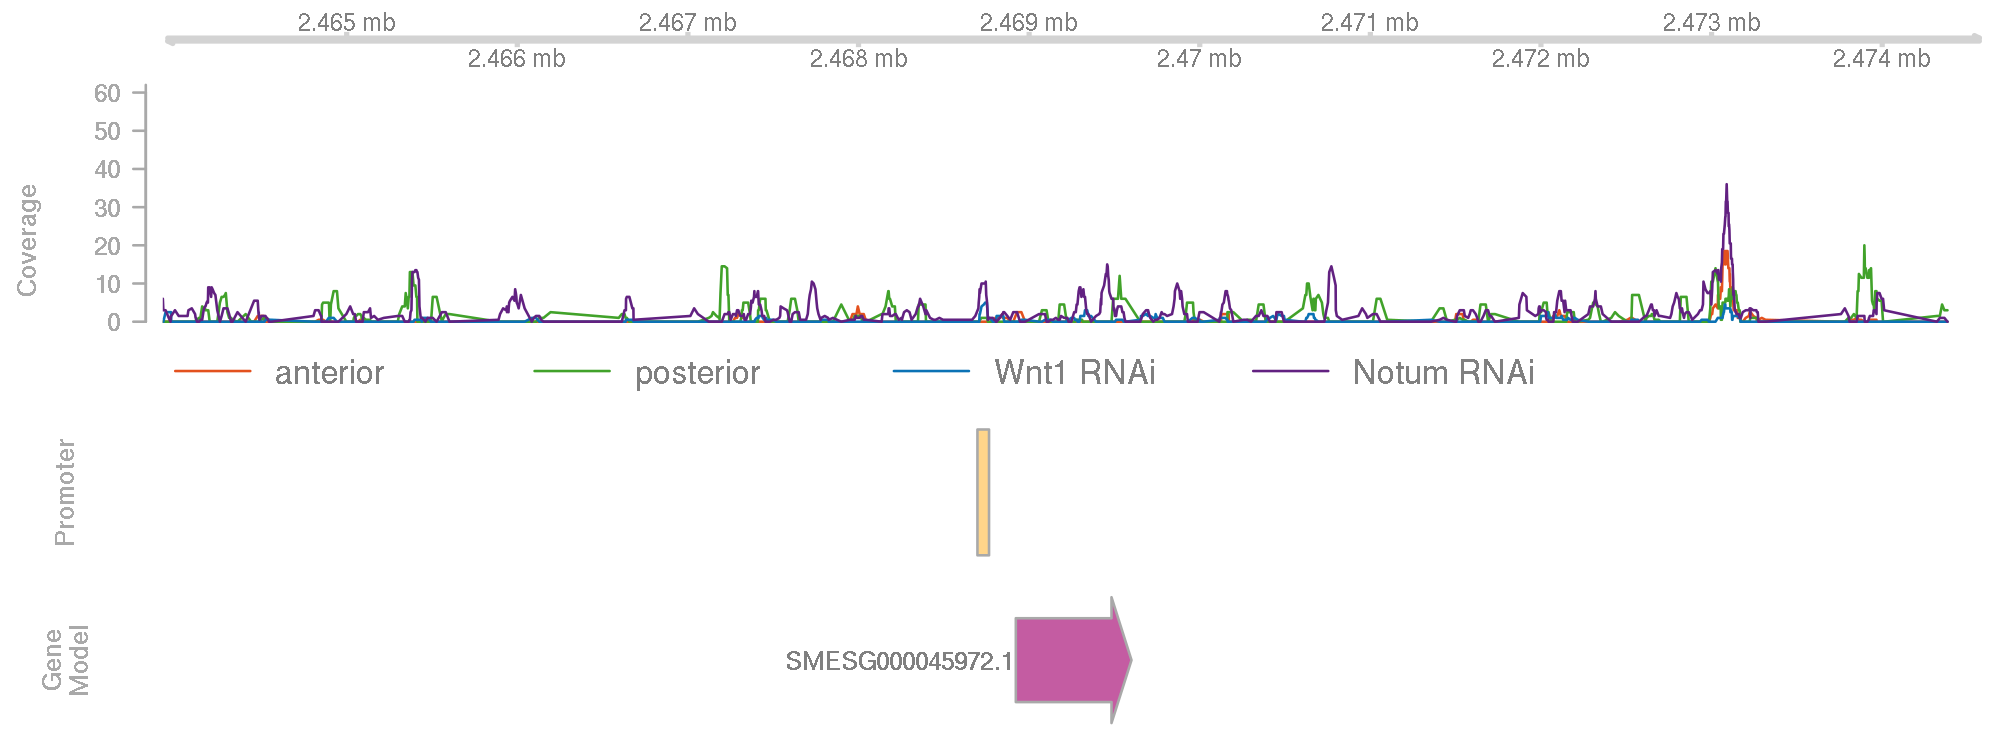 2.465 mb 2.467 mb 2.469 mb 2.471 mb 2.473 mb
2.466 mb 2.468 mb 2.47 mb 2.472 mb 2.474 mb
60
50
40
30
20
10
0
Coverage
anterior posterior Wnt1 RNAi Notum RNAi
Promoter
Gene
Model
SMESG000045972.1